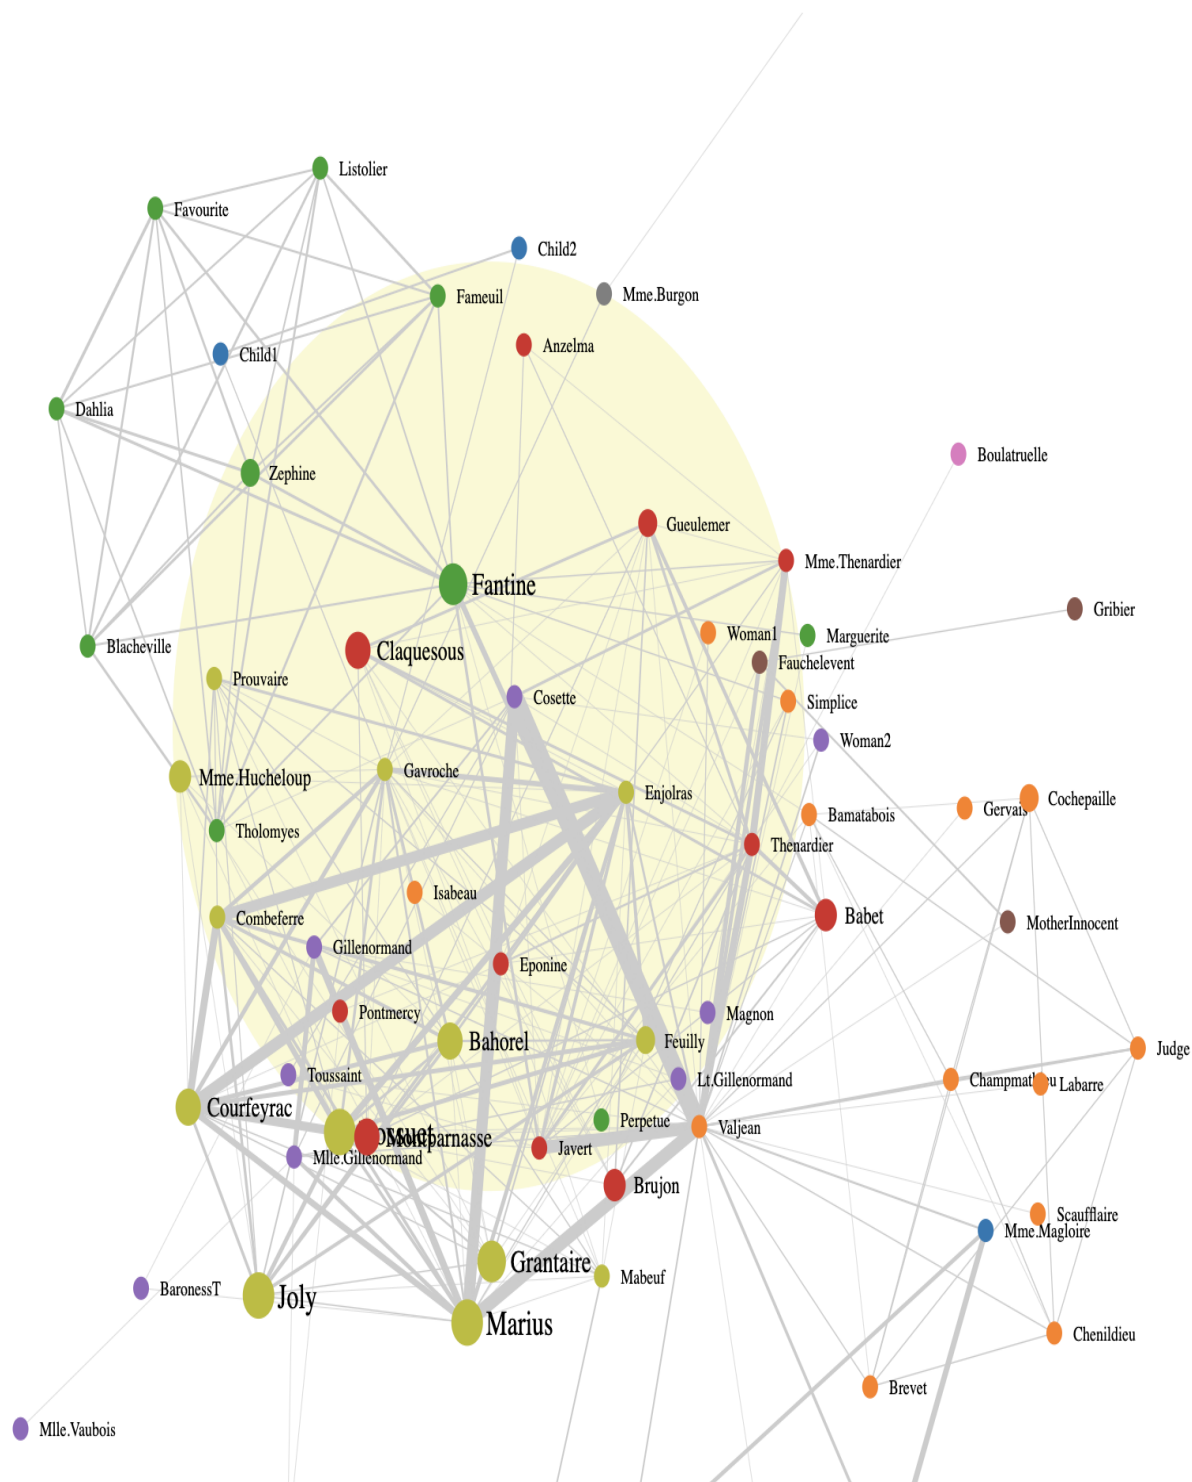 Listolier
Favourite
Child2
Mme.Burgon
Fameuil
Anzelma
Child1
Dahlia
Boulatruelle
Zephine
Gueulemer
Mme.Thenardier
Fantine
Gribier
Woman1
Marguerite
Blacheville
Claquesous
Fauchelevent
Prouvaire
Cosette
Simplice
Woman2
Gavroche
Mme.Hucheloup
Enjolras
Cochepaille
Gervais
Bamatabois
Tholomyes
Thenardier
Isabeau
Babet
Combeferre
MotherInnocent
Gillenormand
Eponine
Pontmercy
Magnon
Bahorel
Feuilly
Judge
Toussaint
Lt.Gillenormand
Labarre
Courfeyrac
Perpetue
Valjean
Montparnasse
Javert
Mlle.Gillenormand
Brujon
Scaufflaire
Mme.Magloire
Grantaire
Mabeuf
BaronessT
Joly
Marius
Chenildieu
Brevet
Mlle.Vaubois